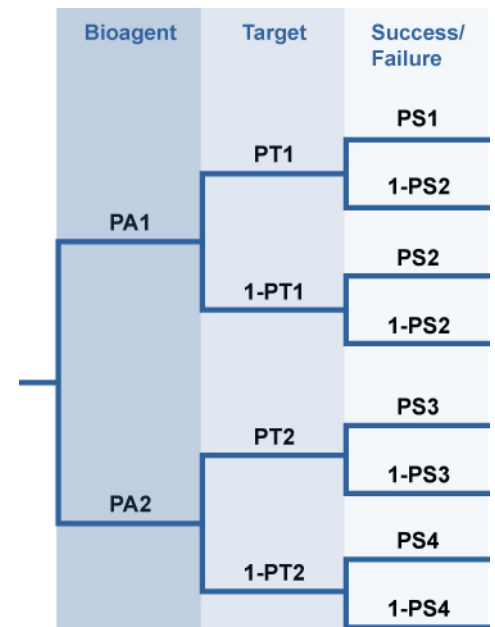 Bioagent
Target
Success/
Failure
PS1
PT1
1-PS2
PA1
PS2
1-PT1
1-PS2
PS3
PT2
1-PS3
PA2
PS4
1-PT2
1-PS4